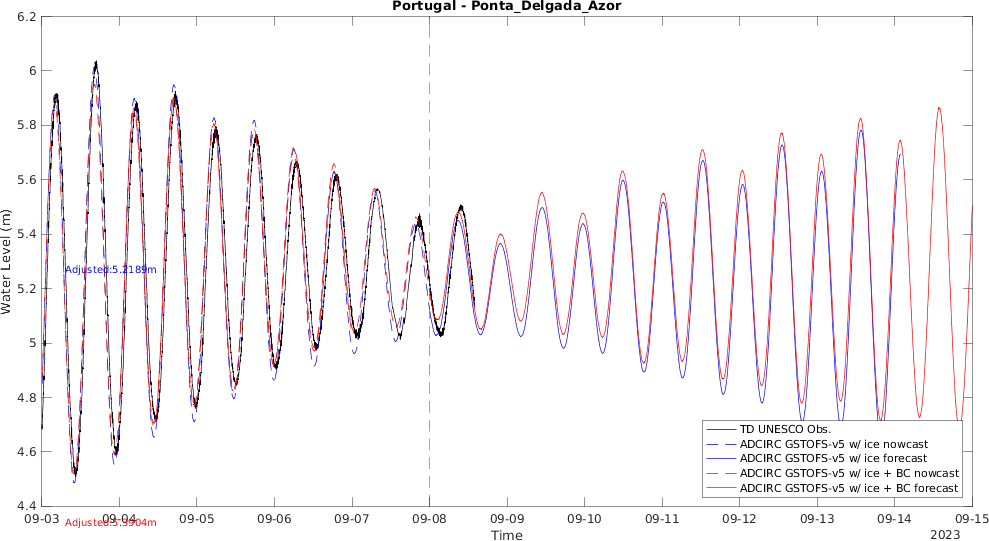 Portugal - Ponta_Delgada_Azor
6.2
6
5.8
5.6
5.4
5.2
5
4.8
4.6
4.4
Water Level (m)
Adjusted:5.2189m
Adjusted:5.3904m
TD UNESCO Obs.
ADCIRC GSTOFS-v5 w/ ice nowcast
ADCIRC GSTOFS-v5 w/ ice forecast
ADCIRC GSTOFS-v5 w/ ice + BC nowcast
ADCIRC GSTOFS-v5 w/ ice + BC forecast
09-03 09-04 09-05 09-06 09-07 09-08 09-09 09-10 09-11 09-12 09-13 09-14 09-15
Time
2023